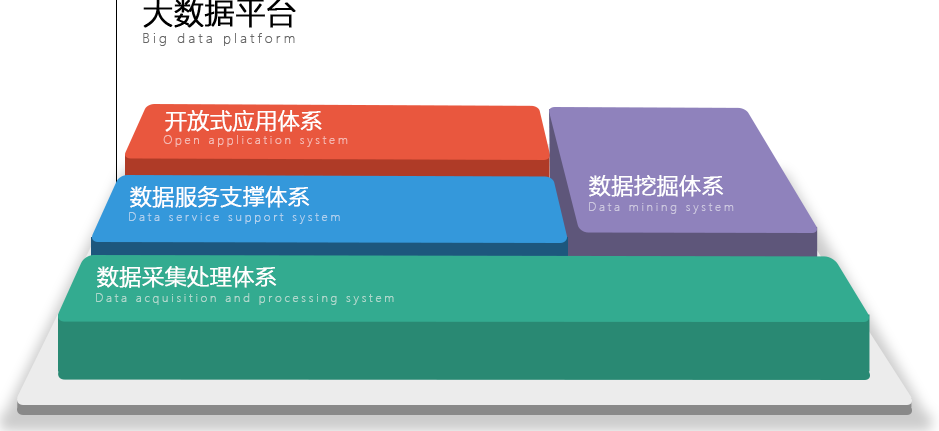 大数据平台
Big data platform
开放式应用体系
Open application system
数据服务支撑体系
Data service support system
数据挖掘体系
Data mining system
数据采集处理体系
Data acquisition and processing system